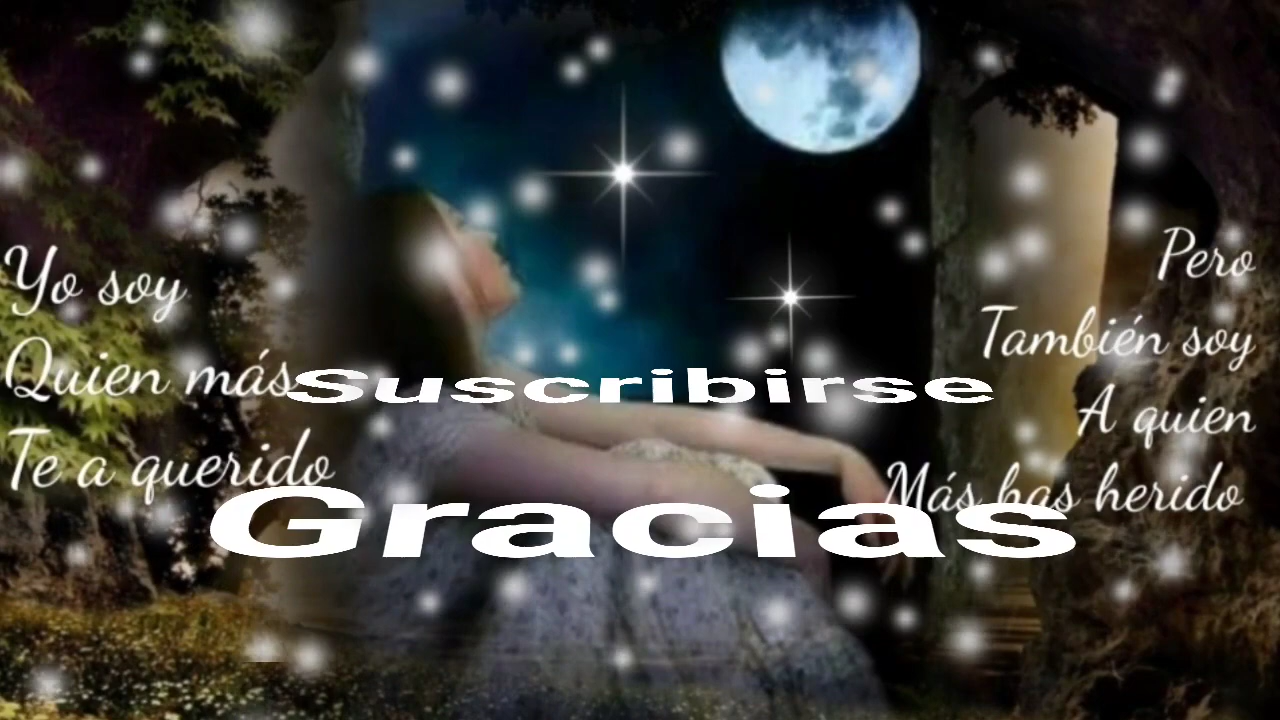 Yo soy
Quien más
Te a querido
Pero
También soy
A quien
Más has herido
Suscribirse
Gracias